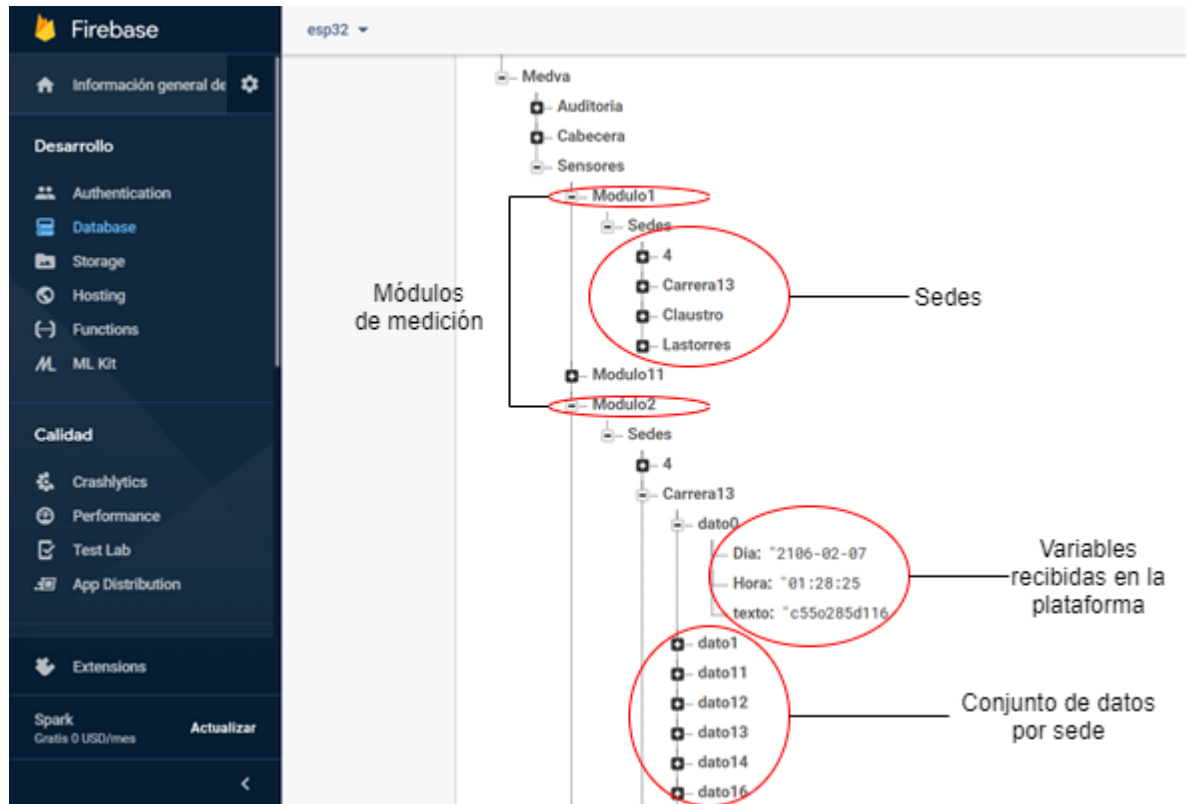 Firebase
esp32
Información general de
Desarrollo
Authentication
Database
Storage
Hosting
Functions
ML Kit
Calidad
Crashlytics
Performance
Test Lab
App Distribution
Extensions
Spark
Gratis 0 USD/mes
Actualizar
Medva
Auditoria
Cabecera
Sensores
Modulo1
Sedes
4
Carrera13
Claustro
Lastorres
Modulo11
Modulo2
Sedes
4
Carrera13
dato0
Dia: "2106-02-07
Hora: "01:28:25
texto: "c55o285d116
dato1
dato11
dato12
dato13
dato14
dato16
Módulos
de medición
Sedes
Variables
recibidas en la
plataforma
Conjunto de datos
por sede